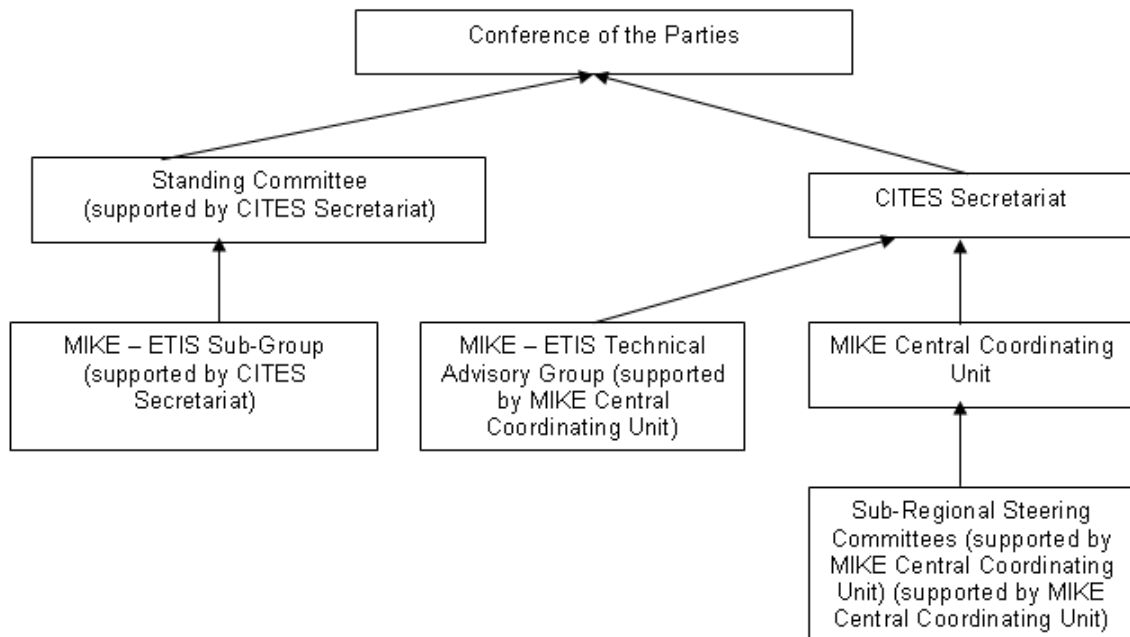 Conference of the Parties
Standing Committee
(supported by CITES Secretariat)
CITES Secretariat
MIKE – ETIS Sub-Group
(supported by CITES
Secretariat)
MIKE – ETIS Technical
Advisory Group (supported
by MIKE Central
Coordinating Unit)
MIKE Central Coordinating
Unit
Sub-Regional Steering
Committees (supported by
MIKE Central Coordinating
Unit) (supported by MIKE
Central Coordinating Unit)